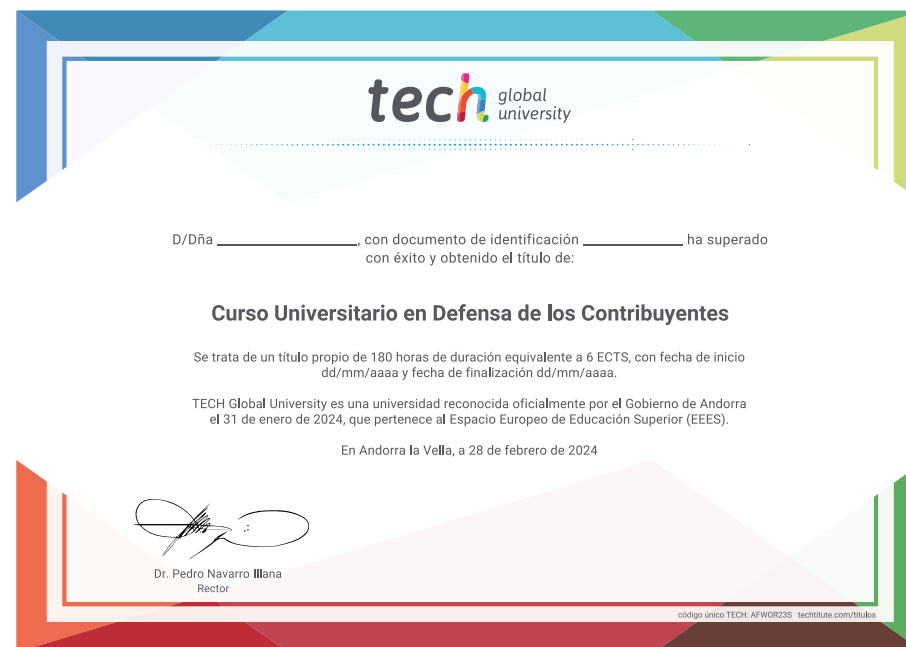 tech global university
D/Dña ____________, con documento de identificación ____________ ha superado
con éxito y obtenido el título de:
Curso Universitario en Defensa de los Contribuyentes
Se trata de un título propio de 180 horas de duración equivalente a 6 ECTS, con fecha de inicio
dd/mm/aaaa y fecha de finalización dd/mm/aaaa.
TECH Global University es una universidad reconocida oficialmente por el Gobierno de Andorra
el 31 de enero de 2024, que pertenece al Espacio Europeo de Educación Superior (EEES).
En Andorra la Vella, a 28 de febrero de 2024
Dr. Pedro Navarro Illana
Rector
código único TECH: AFWOR23S techtitute.com/titulos